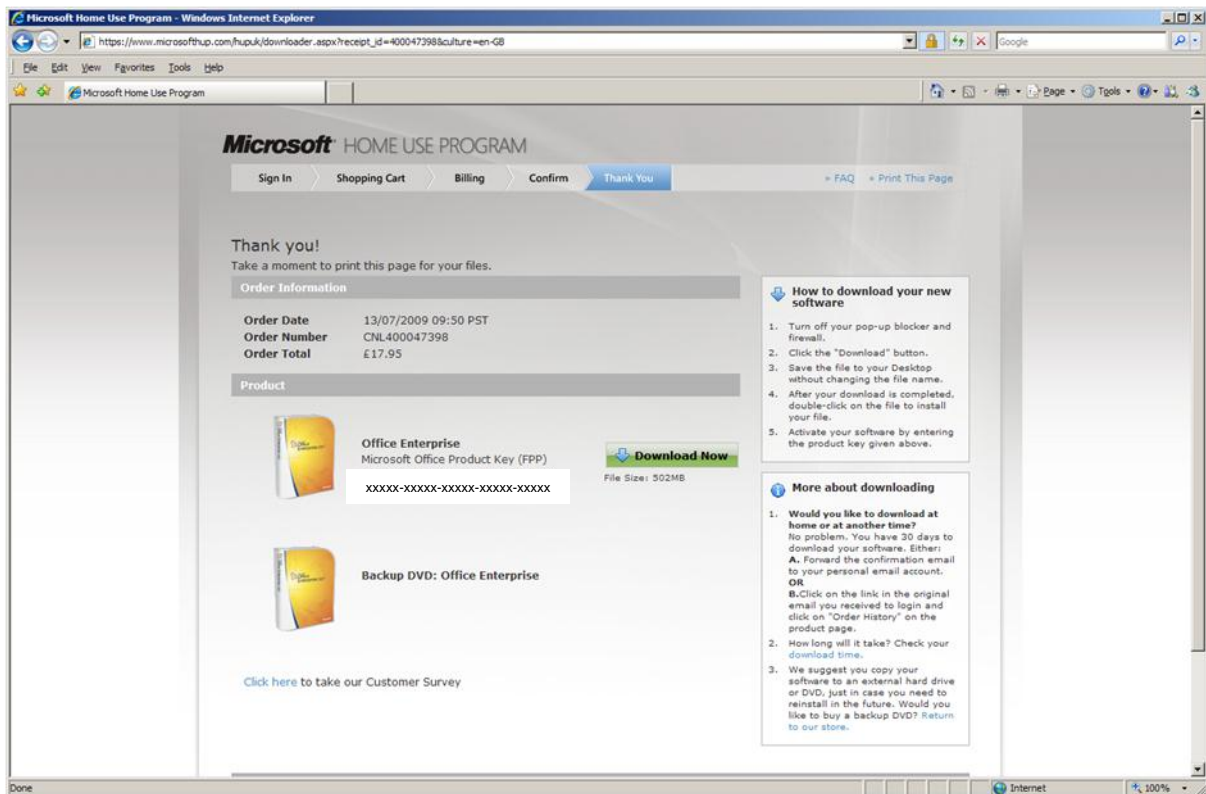 Microsoft Home Use Program - Windows Internet Explorer
https://www.microsofthup.com/hupuk/downloader.aspx?receipt_id=400047398&culture=en-GB
Google
File Edit View Favorites Tools Help
Microsoft Home Use Program
Page Tools
Microsoft HOME USE PROGRAM
Sign In Shopping Cart Billing Confirm Thank You » FAQ » Print This Page
Thank you!
Take a moment to print this page for your files.
Order Information
Order Date 13/07/2009 09:50 PST
Order Number CNL400047398
Order Total £17.95
Product
Office Enterprise
Microsoft Office Product Key (FPP)
xxxxx-xxxxx-xxxxx-xxxxx-xxxxx
Download Now
File Size: 502MB
Backup DVD: Office Enterprise
Click here to take our Customer Survey
How to download your new
software
1. Turn off your pop-up blocker and
firewall.
2. Click the "Download" button.
3. Save the file to your Desktop
without changing the file name.
4. After your download is completed,
double-click on the file to install
your file.
5. Activate your software by entering
the product key given above.
More about downloading
1. Would you like to download at
home or at another time?
No problem. You have 30 days to
download your software. Either:
A. Forward the confirmation email
to your personal email account.
OR
B.Click on the link in the original
email you received to login and
click on "Order History" on the
product page.
2. How long will it take? Check your
download time.
3. We suggest you copy your
software to an external hard drive
or DVD, just in case you need to
reinstall in the future. Would you
like to buy a backup DVD? Return
to our store.
Done
Internet
100%